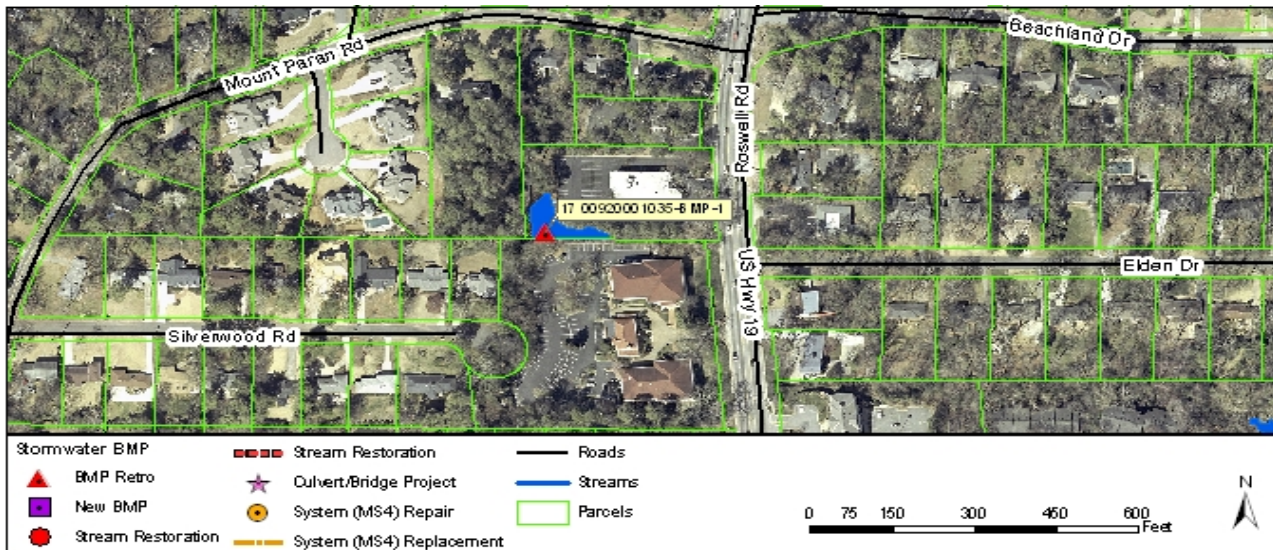 Beachland Dr
Mount Paran Rd
Roswell Rd
17 00920001035-BMP-1
US Hwy 19
Elden Dr
Silverwood Rd
Stormwater BMP
BMP Retro
New BMP
Stream Restoration
Stream Restoration
Culvert/Bridge Project
System (MS4) Repair
System (MS4) Replacement
Roads
Streams
Parcels
0 75 150 300 450 600
Feet
N